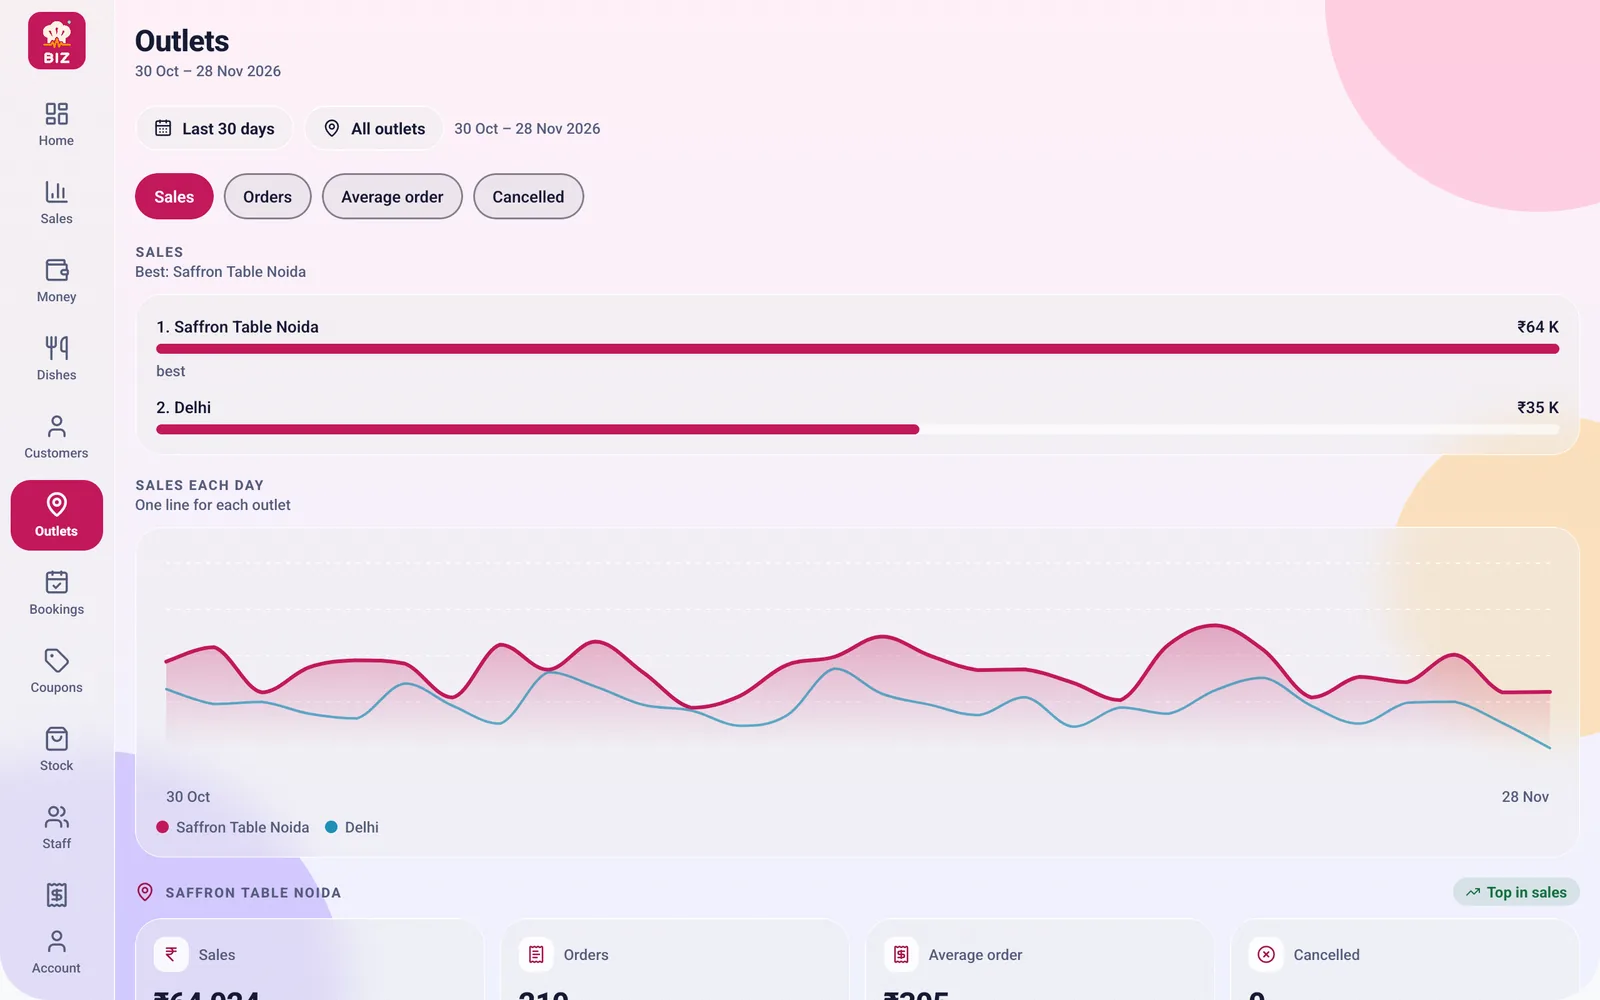 BIZ
Home
Sales
Money
Dishes
Customers
Outlets
Bookings
Coupons
Stock
Staff
Account
Outlets
30 Oct – 28 Nov 2026
Last 30 days
All outlets
30 Oct – 28 Nov 2026
Sales
Orders
Average order
Cancelled
SALES
Best: Saffron Table Noida
1. Saffron Table Noida ₹64 K
best
2. Delhi ₹35 K
SALES EACH DAY
One line for each outlet
30 Oct 28 Nov
Saffron Table Noida Delhi
SAFFRON TABLE NOIDA Top in sales
Sales Orders Average order Cancelled